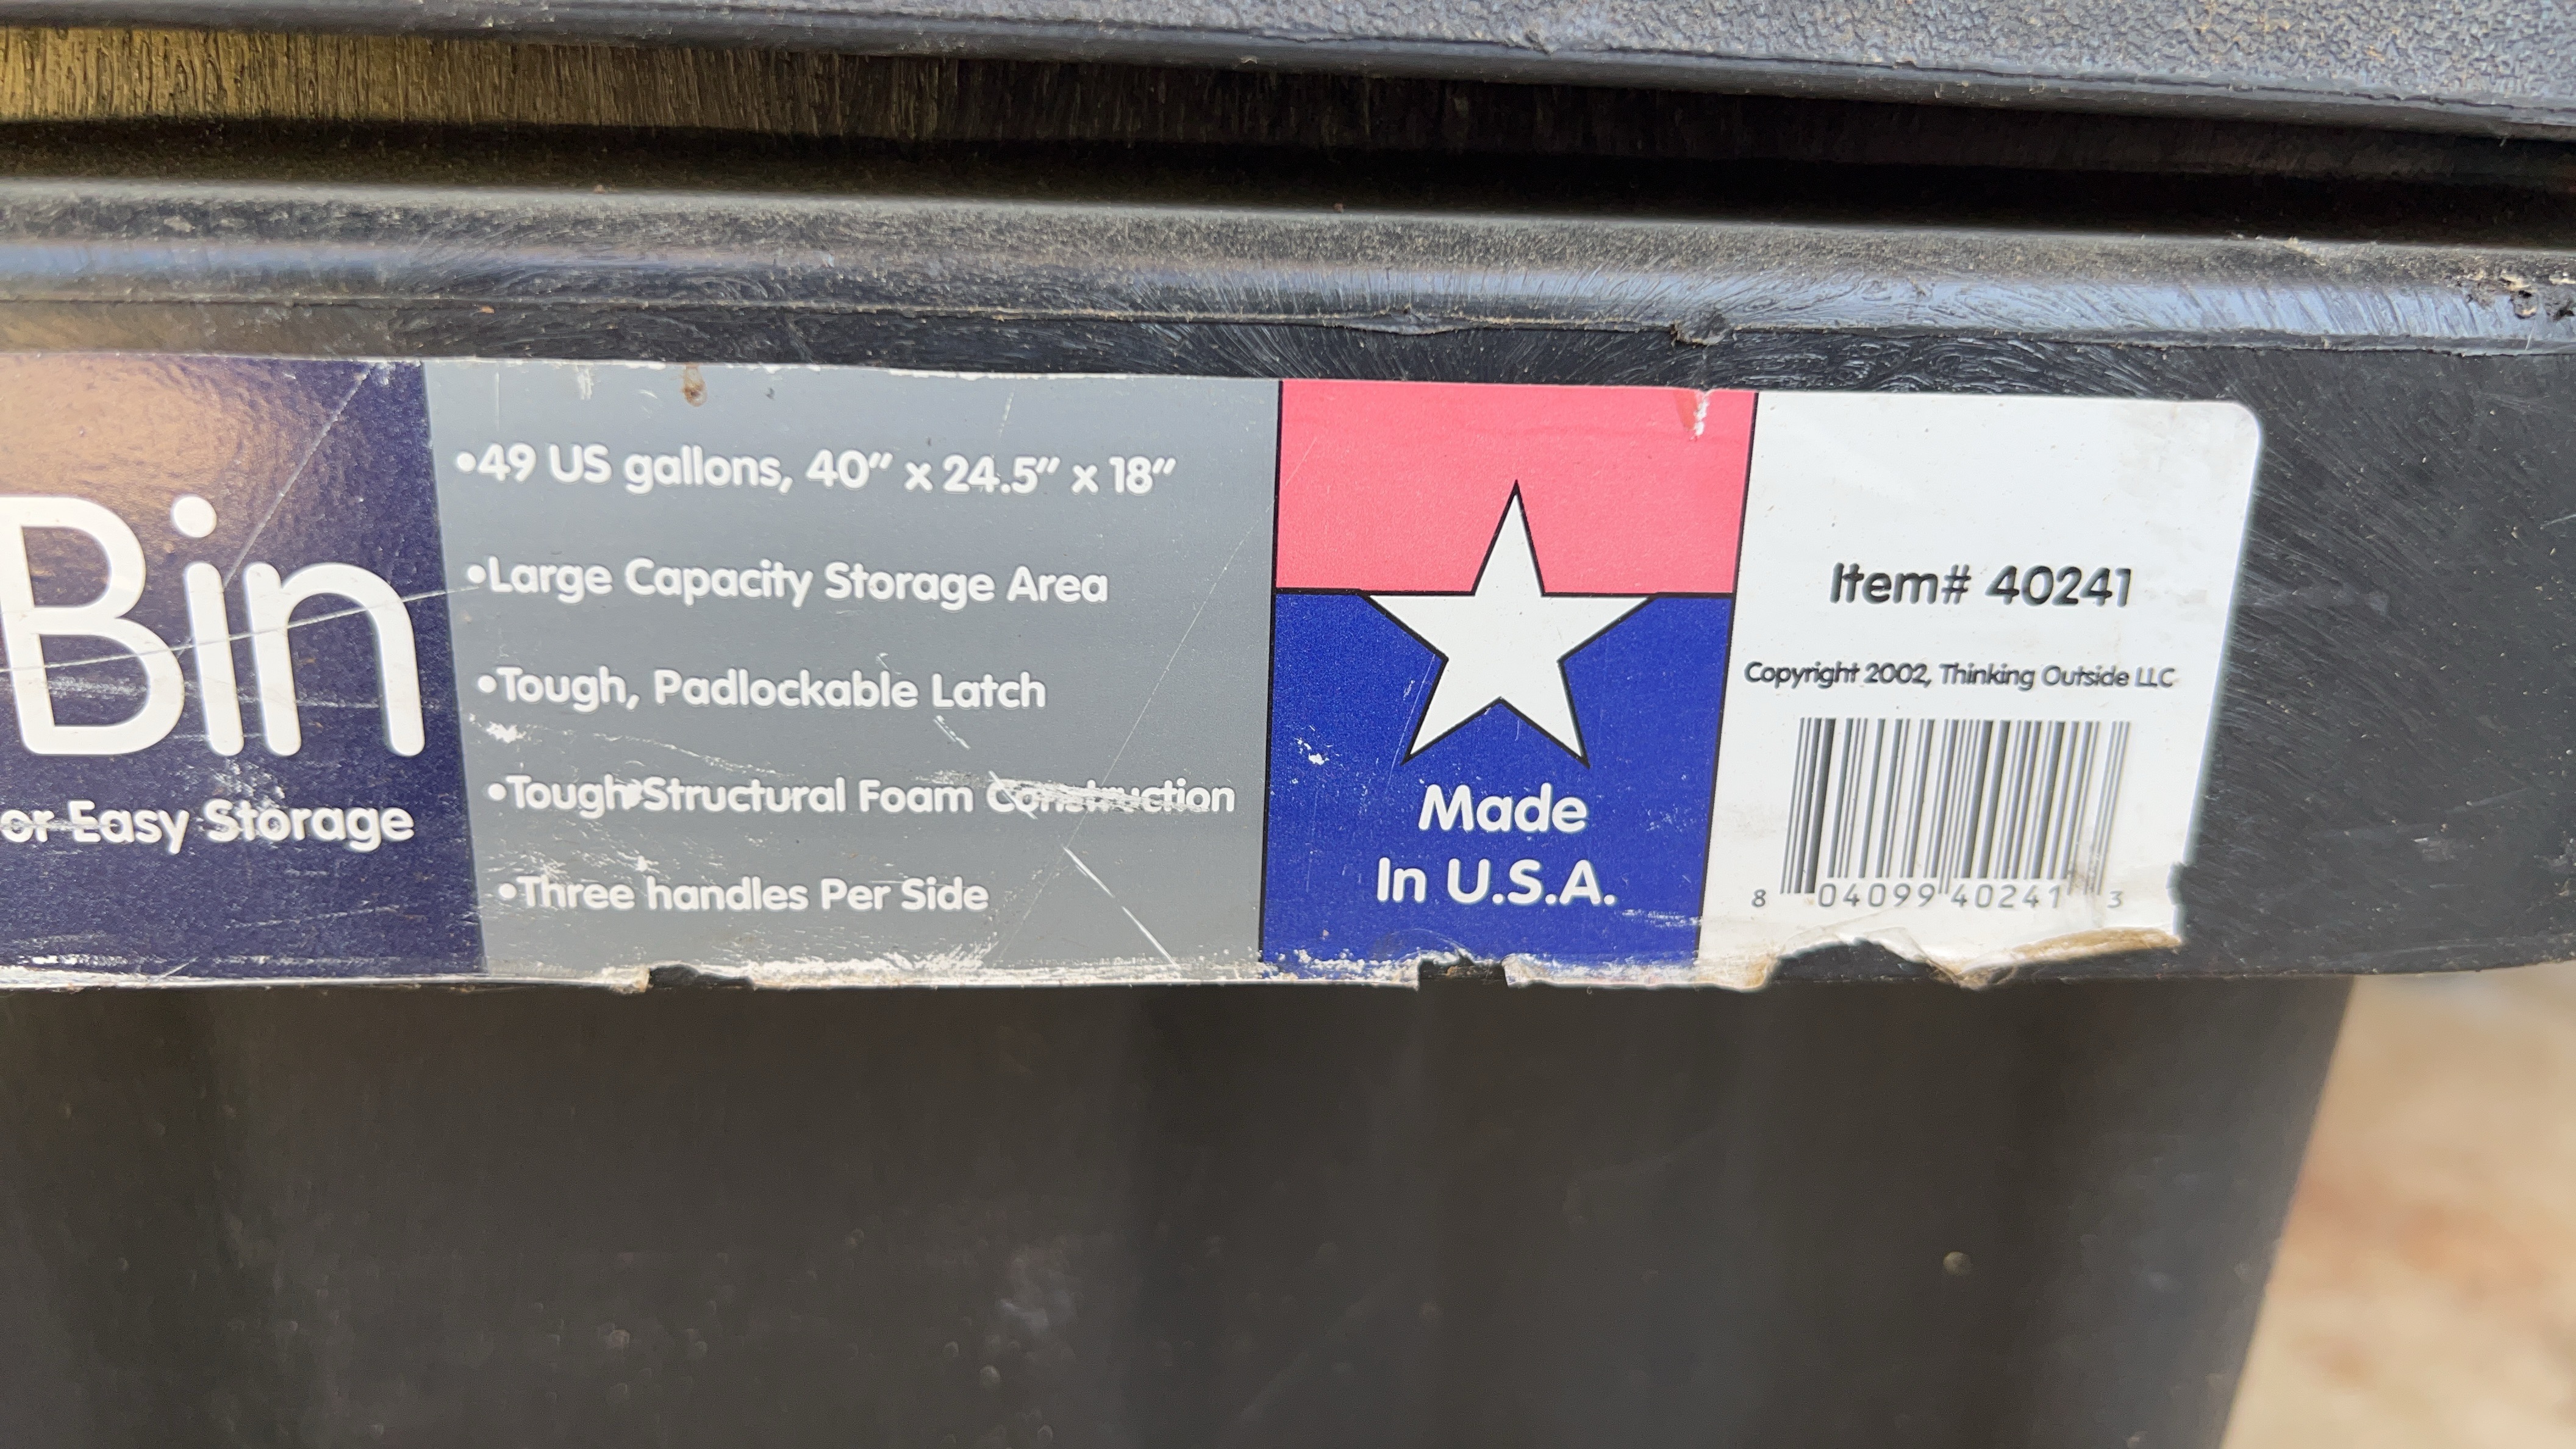 Bin
or Easy Storage
•49 US gallons, 40" x 24.5" x 18"
•Large Capacity Storage Area
•Tough, Padlockable Latch
•Tough Structural Foam Construction
•Three handles Per Side
Made
In U.S.A.
Item# 40241
Copyright 2002, Thinking Outside LLC
8 04099 40241 3